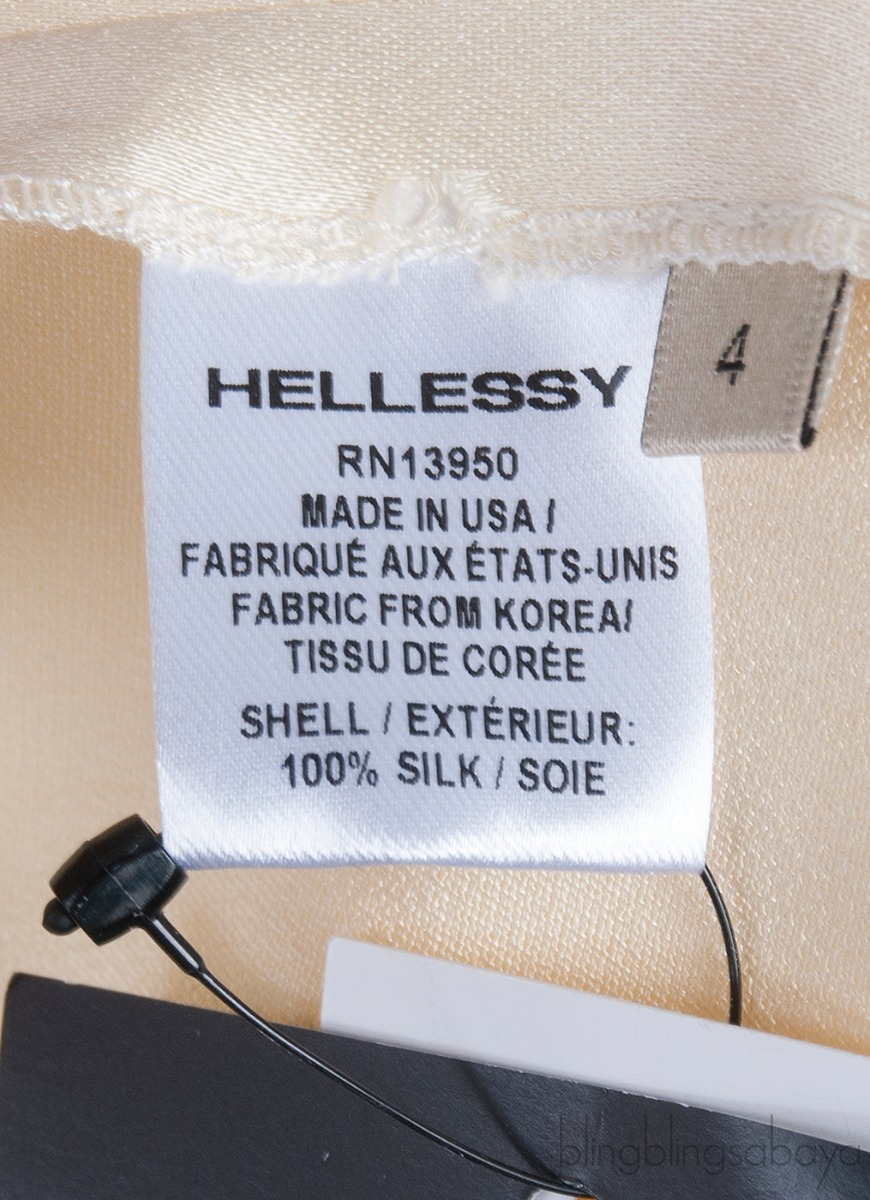 HELLESSY
4
RN13950
MADE IN USA /
FABRIQUÉ AUX ÉTATS-UNIS
FABRIC FROM KOREA/
TISSU DE CORÉE
SHELL / EXTÉRIEUR:
100% SILK / SOIE
blingblingsabaya